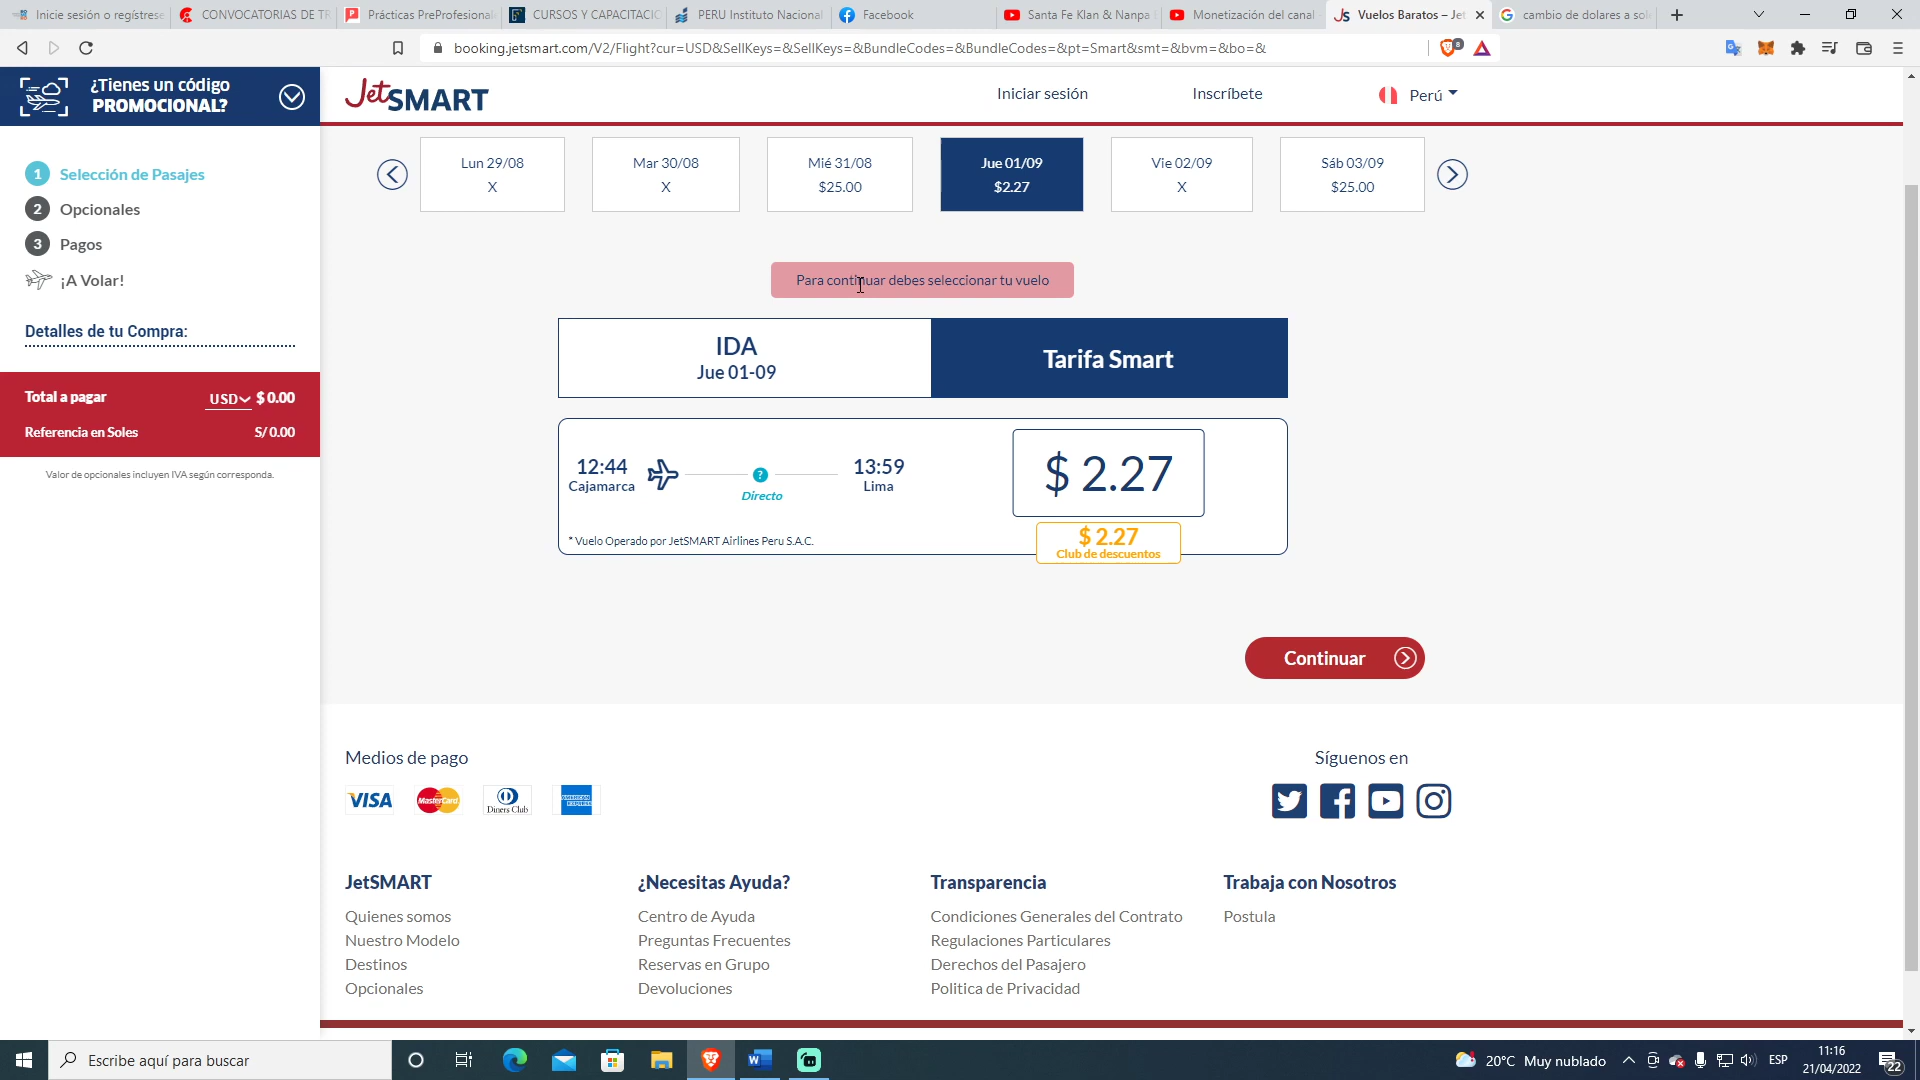 Inicie sesión o regístrese
CONVOCATORIAS DE TR
Prácticas PreProfesional
CURSOS Y CAPACITACIO
PERU Instituto Nacional
Facebook
Santa Fe Klan & Nanpa
Monetización del canal
Vuelos Baratos – Jet
cambio de dolares a sol
booking.jetsmart.com/V2/Flight?cur=USD&SellKeys=&SellKeys=&BundleCodes=&BundleCodes=&pt=Smart&smt=&bvm=&bo=&
8
¿Tienes un código
PROMOCIONAL?
JetSMART
Iniciar sesión
Inscríbete
Perú
1 Selección de Pasajes
2 Opcionales
3 Pagos
¡A Volar!
Detalles de tu Compra:
Total a pagar USD $ 0.00
Referencia en Soles S/ 0.00
Valor de opcionales incluyen IVA según corresponda.
Lun 29/08
X
Mar 30/08
X
Mié 31/08
$25.00
Jue 01/09
$2.27
Vie 02/09
X
Sáb 03/09
$25.00
Para continuar debes seleccionar tu vuelo
IDA
Jue 01-09
Tarifa Smart
12:44
Cajamarca
?
Directo
13:59
Lima
$ 2.27
$ 2.27
Club de descuentos
* Vuelo Operado por JetSMART Airlines Peru S.A.C.
Continuar
Medios de pago
VISA
MasterCard
Diners Club
AMERICAN EXPRESS
Síguenos en
JetSMART
Quienes somos
Nuestro Modelo
Destinos
Opcionales
¿Necesitas Ayuda?
Centro de Ayuda
Preguntas Frecuentes
Reservas en Grupo
Devoluciones
Transparencia
Condiciones Generales del Contrato
Regulaciones Particulares
Derechos del Pasajero
Politica de Privacidad
Trabaja con Nosotros
Postula
Escribe aquí para buscar
20°C Muy nublado
ESP
11:16
21/04/2022
22